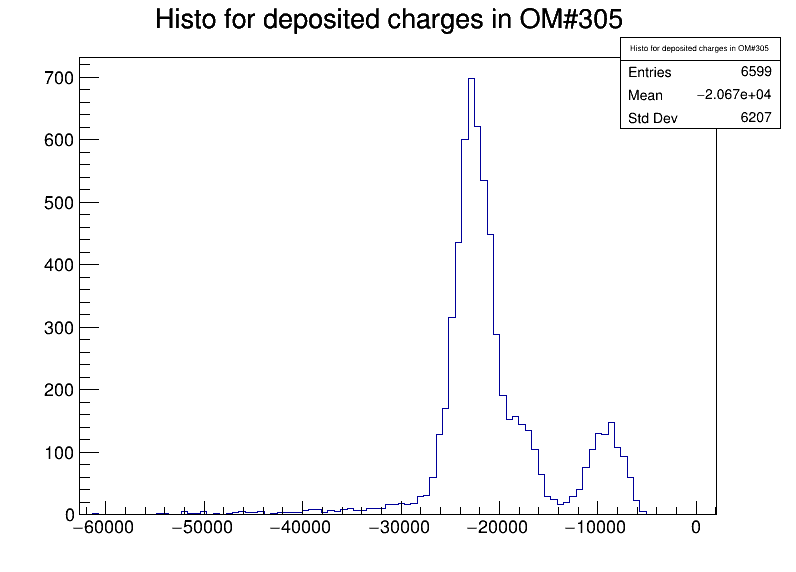 Histo for deposited charges in OM#305
Histo for deposited charges in OM#305
Entries 6599
Mean −2.067e+04
Std Dev 6207
700
600
500
400
300
200
100
0
−60000 −50000 −40000 −30000 −20000 −10000 0